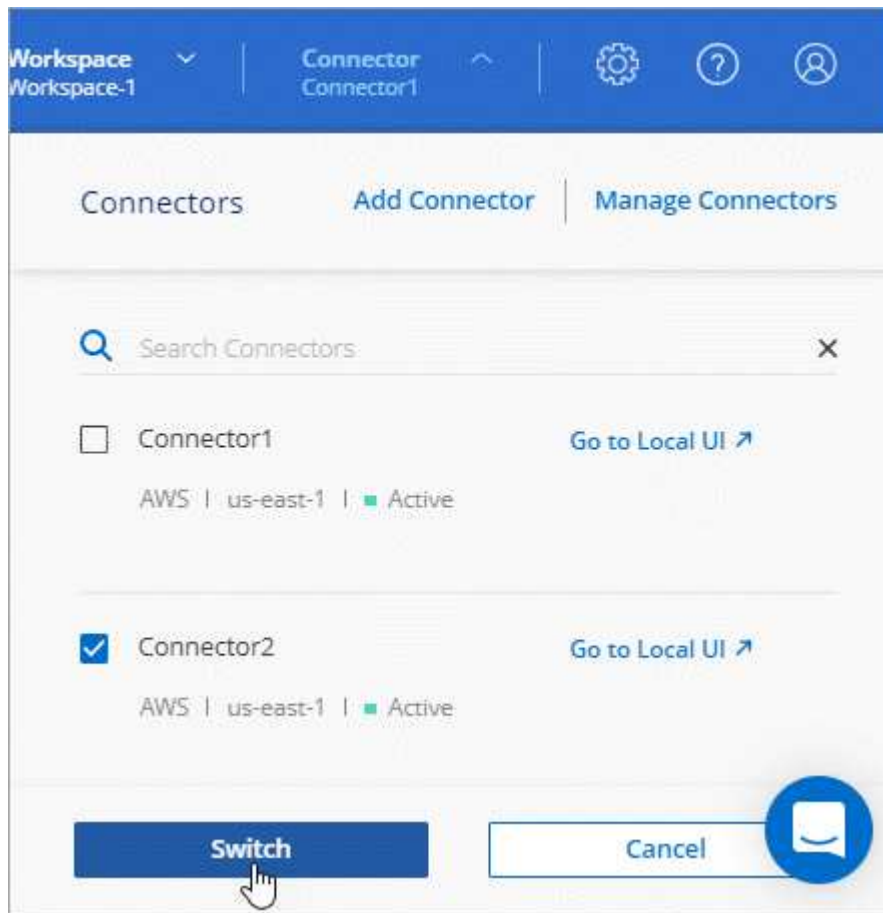 Workspace
Workspace-1
Connector
Connector1
Connectors
Add Connector
Manage Connectors
Search Connectors
Connector1
Go to Local UI
AWS | us-east-1 | Active
Connector2
Go to Local UI
AWS | us-east-1 | Active
Switch
Cancel